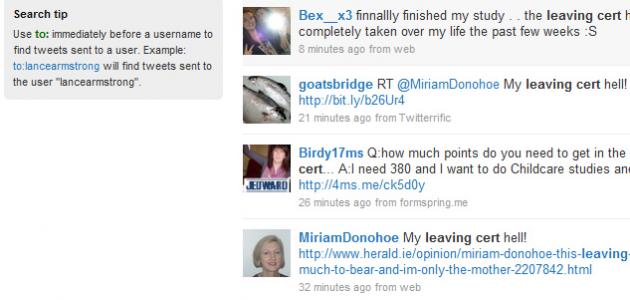 Search tip
Use to: immediately before a username to
find tweets sent to a user. Example:
to:lancearmstrong will find tweets sent to
the user "lancearmstrong".
Bex__x3 finnallly finished my study . . the leaving cert h
completely taken over my life the past few weeks :S
8 minutes ago from web
goatsbridge RT @MiriamDonohoe My leaving cert hell!
http://bit.ly/b26Ur4
21 minutes ago from Twitterrific
Birdy17ms Q:how much points do you need to get in the
cert... A:I need 380 and I want to do Childcare studies and
http://4ms.me/ck5d0y
26 minutes ago from formspring.me
JEDWARD
MiriamDonohoe My leaving cert hell!
http://www.herald.ie/opinion/miriam-donohoe-this-leaving-
much-to-bear-and-im-only-the-mother-2207842.html
32 minutes ago from web